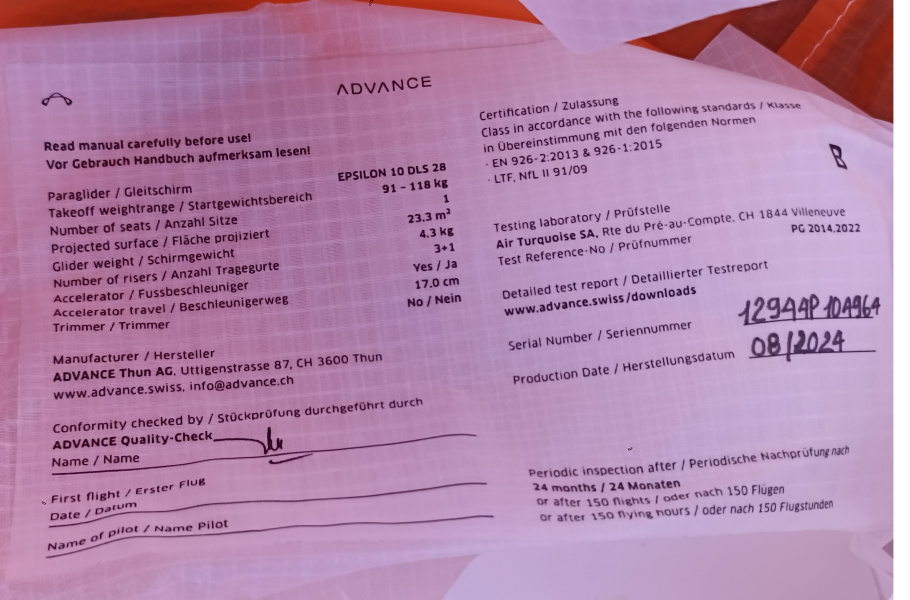 ADVANCE
Read manual carefully before use!
Vor Gebrauch Handbuch aufmerksam lesen!
Paraglider / Gleitschirm EPSILON 10 DLS 28
Takeoff weightrange / Startgewichtsbereich 91 – 118 kg
Number of seats / Anzahl Sitze 1
Projected surface / Fläche projiziert 23.3 m²
Glider weight / Schirmgewicht 4.3 kg
Number of risers / Anzahl Tragegurte 3+1
Accelerator / Fussbeschleuniger Yes / Ja
Accelerator travel / Beschleunigerweg 17.0 cm
Trimmer / Trimmer No / Nein
Manufacturer / Hersteller
ADVANCE Thun AG, Uttigenstrasse 87, CH 3600 Thun
www.advance.swiss, info@advance.ch
Conformity checked by / Stückprüfung durchgeführt durch
ADVANCE Quality-Check
Name / Name
First flight / Erster Flug
Date / Datum
Name of pilot / Name Pilot
Certification / Zulassung
Class in accordance with the following standards / Klasse
in Übereinstimmung mit den folgenden Normen
· EN 926-2:2013 & 926-1:2015
· LTF, NfL II 91/09
B
Testing laboratory / Prüfstelle
Air Turquoise SA, Rte du Pré-au-Compte, CH 1844 Villeneuve
Test Reference-No / Prüfnummer PG 2014.2022
Detailed test report / Detaillierter Testreport
www.advance.swiss/downloads
Serial Number / Seriennummer 12944P104964
Production Date / Herstellungsdatum 08/2024
Periodic inspection after / Periodische Nachprüfung nach
24 months / 24 Monaten
or after 150 flights / oder nach 150 Flügen
or after 150 flying hours / oder nach 150 Flugstunden